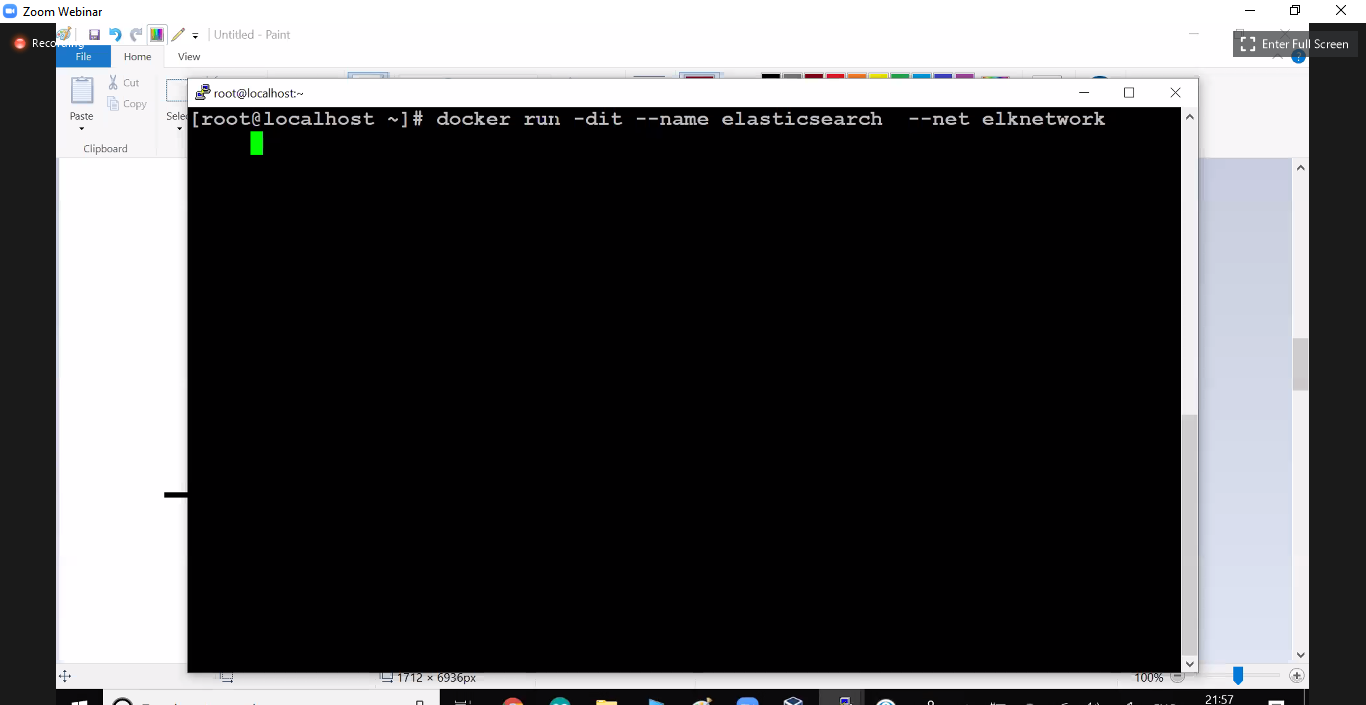 Zoom Webinar
Untitled - Paint
Recording
Enter Full Screen
File
Home
View
Cut
Copy
Paste
Clipboard
root@localhost:~
[root@localhost ~]# docker run -dit --name elasticsearch  --net elknetwork
1712 × 6936px
100%
21:57